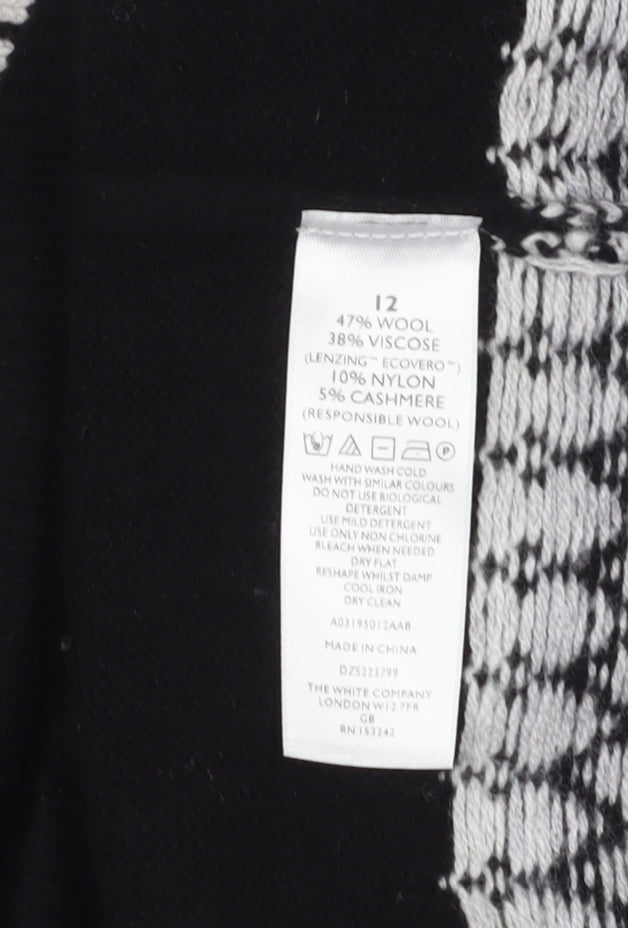 12
47% WOOL
38% VISCOSE
(LENZING™ ECOVERO™)
10% NYLON
5% CASHMERE
(RESPONSIBLE WOOL)
P
HAND WASH COLD
WASH WITH SIMILAR COLOURS
DO NOT USE BIOLOGICAL
DETERGENT
USE MILD DETERGENT
USE ONLY NON CHLORINE
BLEACH WHEN NEEDED
DRY FLAT
RESHAPE WHILST DAMP
COOL IRON
DRY CLEAN
A03195012AAB
MADE IN CHINA
DZS223799
THE WHITE COMPANY
LONDON W12 7FR
GB
RN 153242